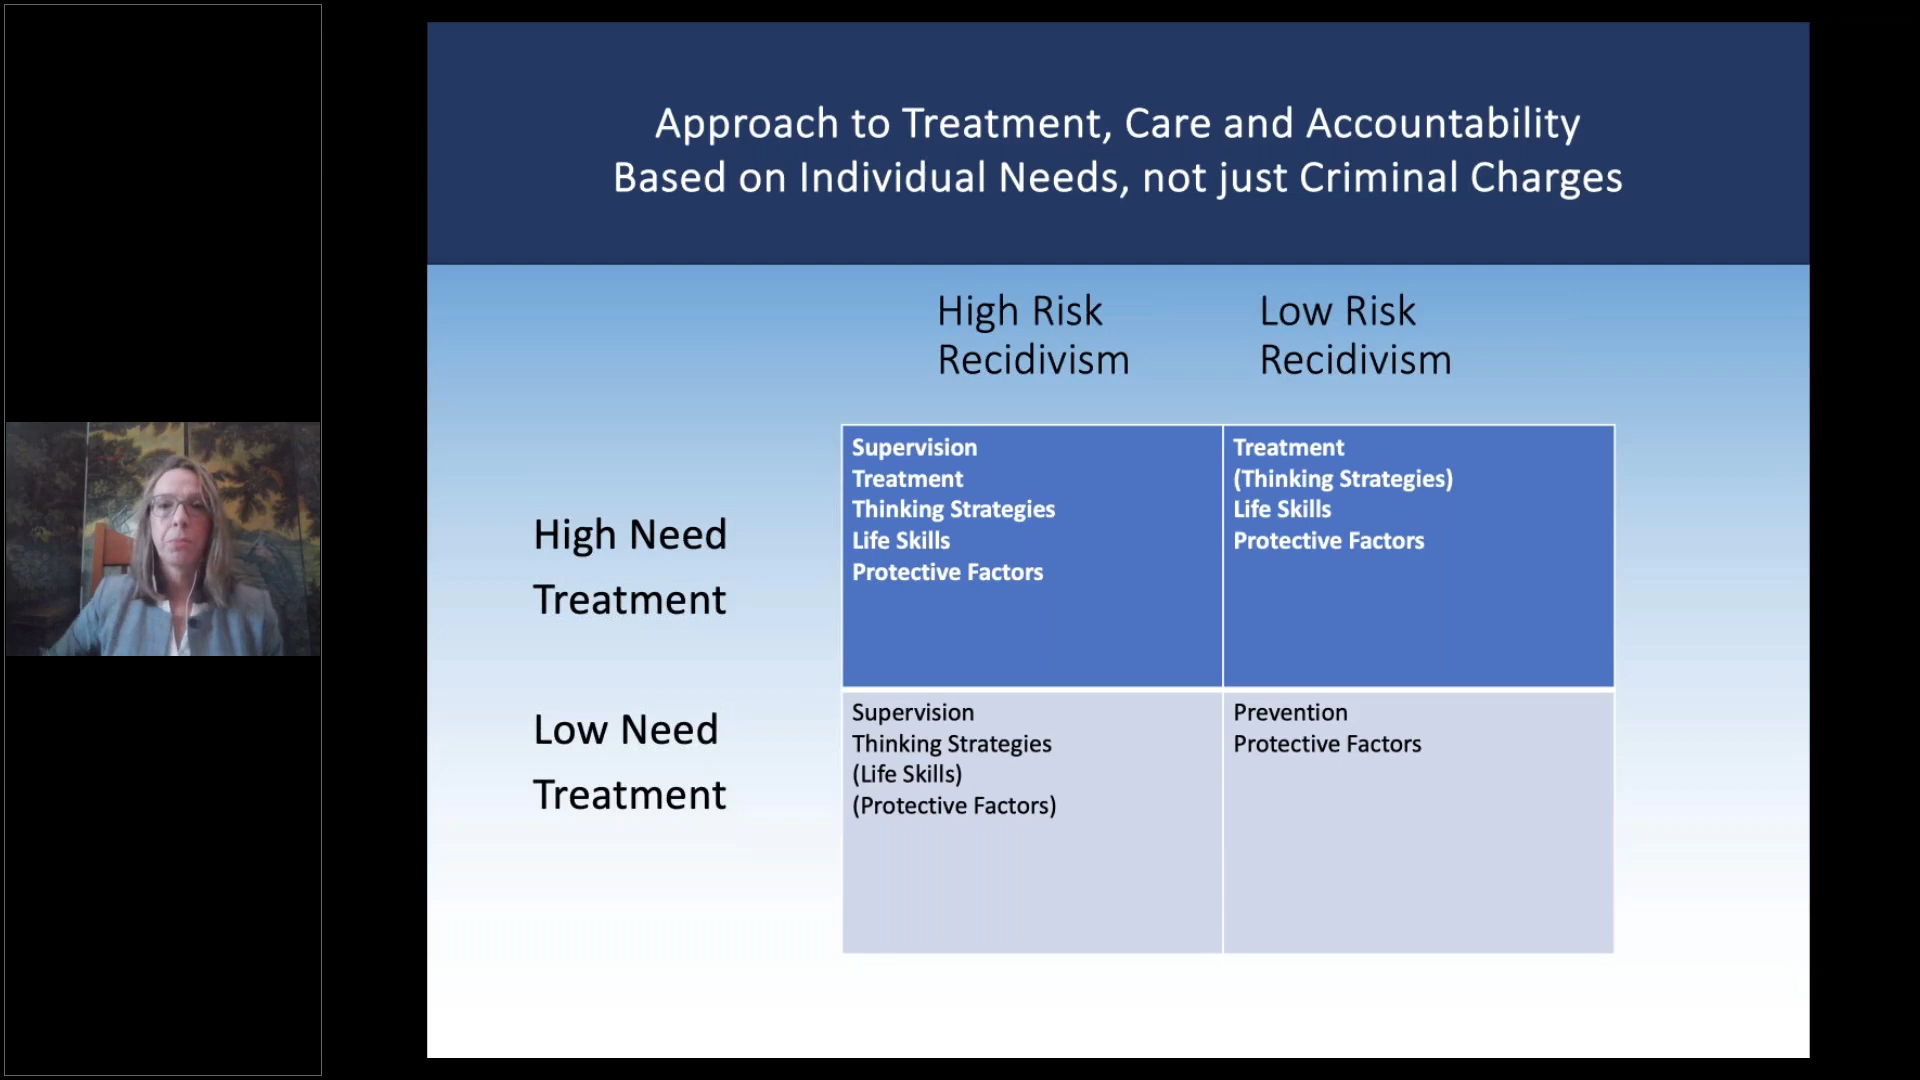 Approach to Treatment, Care and Accountability
Based on Individual Needs, not just Criminal Charges
High Risk
Recidivism
Low Risk
Recidivism
High Need
Treatment
Supervision
Treatment
Thinking Strategies
Life Skills
Protective Factors
Treatment
(Thinking Strategies)
Life Skills
Protective Factors
Low Need
Treatment
Supervision
Thinking Strategies
(Life Skills)
(Protective Factors)
Prevention
Protective Factors